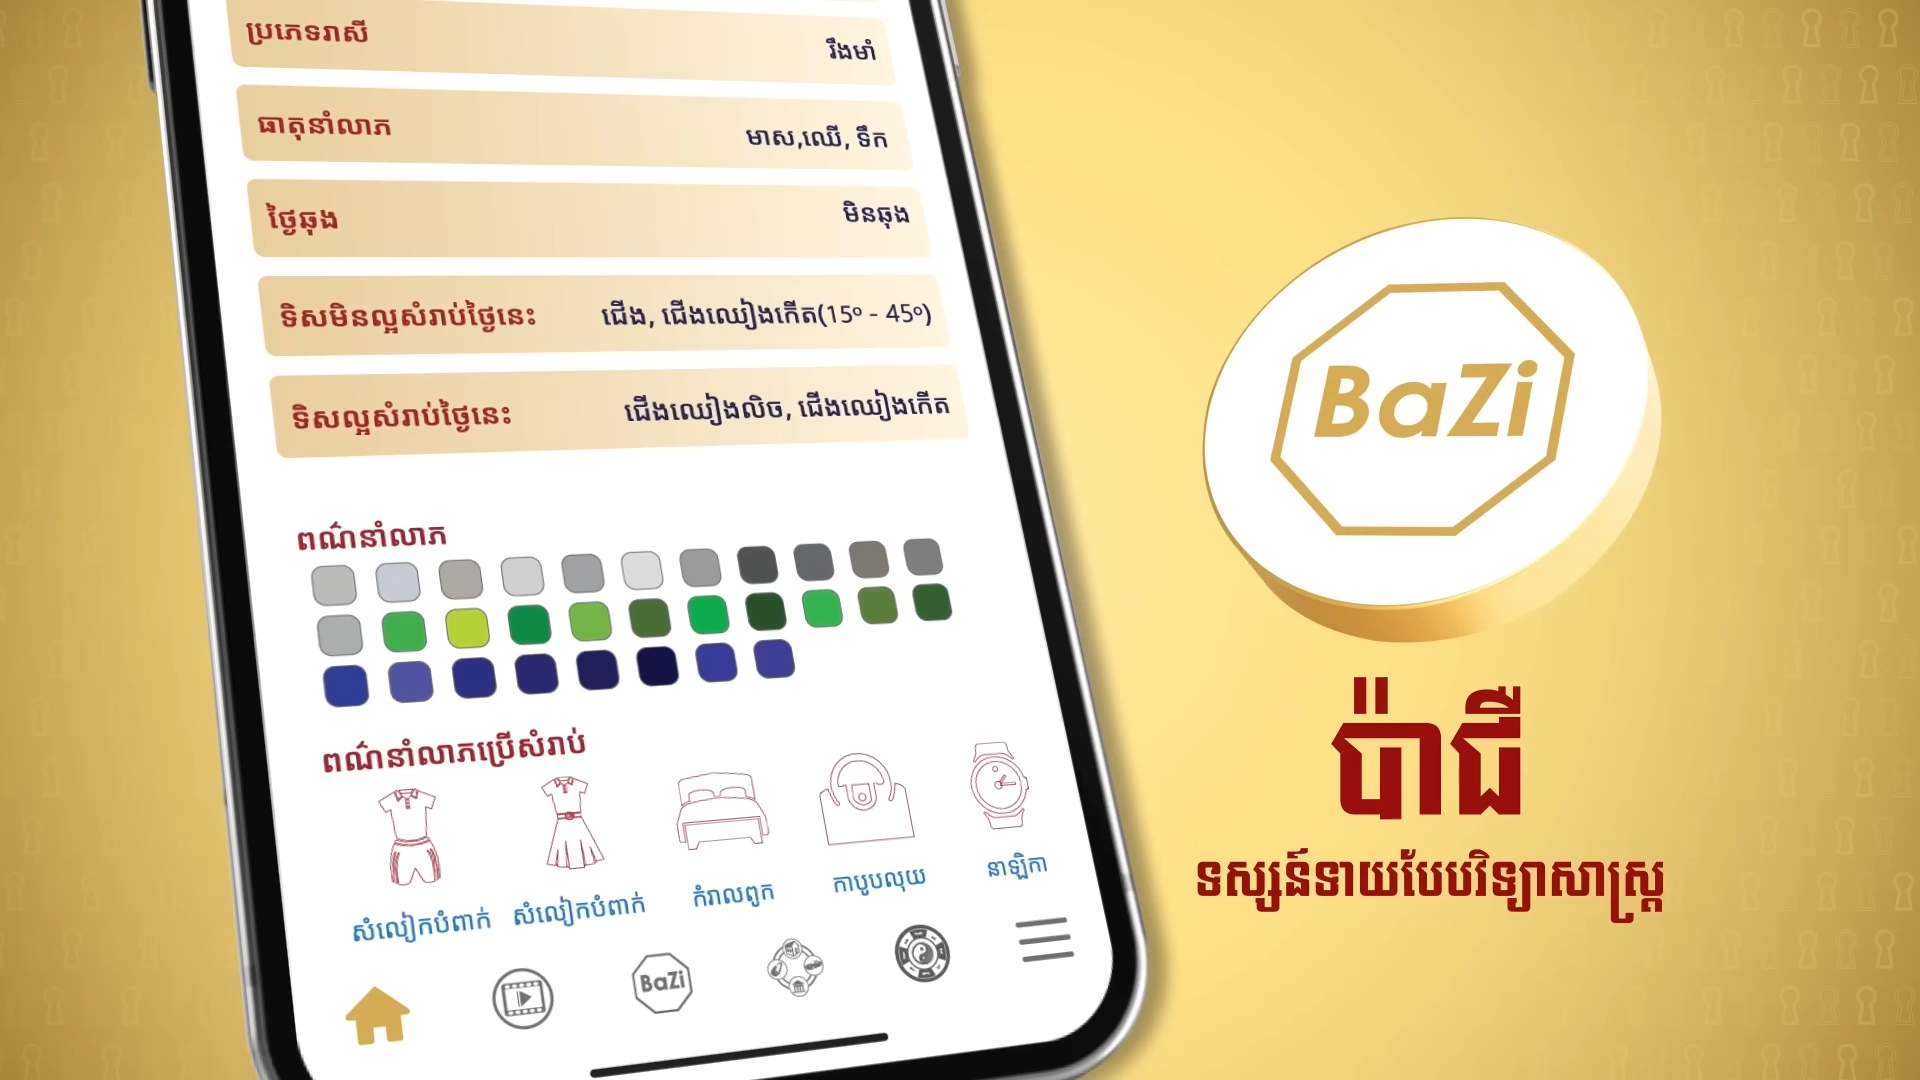 ប្រភេទរាសី
រឹងមាំ
ធាតុនាំលាភ
មាស,ឈើ, ទឹក
ថ្ងៃឆុង
មិនឆុង
ទិសមិនល្អសំរាប់ថ្ងៃនេះ
ជើង, ជើងឈៀងកើត(15º - 45º)
ទិសល្អសំរាប់ថ្ងៃនេះ
ជើងឈៀងលិច, ជើងឈៀងកើត
ពណ៌នាំលាភ
ពណ៌នាំលាភប្រើសំរាប់
សំលៀកបំពាក់
សំលៀកបំពាក់
កំរាលពូក
កាបូបលុយ
នាឡិកា
BaZi
BaZi
ប៉ាជឺ
ទស្សន៍ទាយបែបវិទ្យាសាស្ត្រ